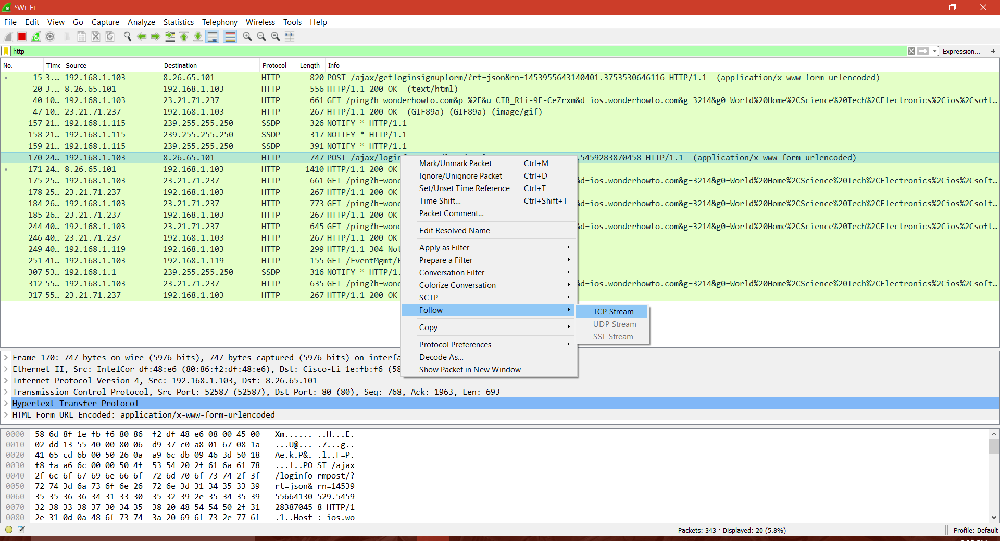 *Wi-Fi
File Edit View Go Capture Analyze Statistics Telephony Wireless Tools Help
http
Expression... +
No. Time Source Destination Protocol Length Info
15 3... 192.168.1.103 8.26.65.101 HTTP 820 POST /ajax/getloginsignupform/?rt=json&rn=1453955643140401.3753530646116 HTTP/1.1 (application/x-www-form-urlencoded)
20 3... 8.26.65.101 192.168.1.103 HTTP 556 HTTP/1.1 200 OK (text/html)
40 10... 192.168.1.103 23.21.71.237 HTTP 661 GET /ping?h=wonderhowto.com&p=%2F&u=CIB_R1i-9F-CeZrxm&d=ios.wonderhowto.com&g=3214&g0=World%20Home%2CScience%20Tech%2CElectronics%2Cios%2Csoft...
47 10... 23.21.71.237 192.168.1.103 HTTP 267 HTTP/1.1 200 OK (GIF89a) (GIF89a) (image/gif)
157 21... 192.168.1.115 239.255.255.250 SSDP 326 NOTIFY * HTTP/1.1
158 21... 192.168.1.115 239.255.255.250 SSDP 317 NOTIFY * HTTP/1.1
159 21... 192.168.1.115 239.255.255.250 SSDP 391 NOTIFY * HTTP/1.1
170 24... 192.168.1.103 8.26.65.101 HTTP 747 POST /ajax/login .5459283870458 HTTP/1.1 (application/x-www-form-urlencoded)
171 24... 8.26.65.101 192.168.1.103 HTTP 1410 HTTP/1.1 200 OK
175 25... 192.168.1.103 23.21.71.237 HTTP 661 GET /ping?h=wond &d=ios.wonderhowto.com&g=3214&g0=World%20Home%2CScience%20Tech%2CElectronics%2Cios%2Csoft...
178 25... 23.21.71.237 192.168.1.103 HTTP 267 HTTP/1.1 200 OK
184 26... 192.168.1.103 23.21.71.237 HTTP 773 GET /ping?h=wond &d=ios.wonderhowto.com&g=3214&g0=World%20Home%2CScience%20Tech%2CElectronics%2Cios%2Csoft...
185 26... 23.21.71.237 192.168.1.103 HTTP 267 HTTP/1.1 200 OK
244 40... 192.168.1.103 23.21.71.237 HTTP 645 GET /ping?h=wond &d=ios.wonderhowto.com&g=3214&g0=World%20Home%2CScience%20Tech%2CElectronics%2Cios%2Csoft...
246 40... 23.21.71.237 192.168.1.103 HTTP 267 HTTP/1.1 200 OK
249 40... 192.168.1.119 192.168.1.103 HTTP 299 HTTP/1.1 304 Not
251 41... 192.168.1.103 192.168.1.119 HTTP 155 GET /EventMgmt/E
307 53... 192.168.1.1 239.255.255.250 SSDP 316 NOTIFY * HTTP/1.
312 55... 192.168.1.103 23.21.71.237 HTTP 635 GET /ping?h=wond &d=ios.wonderhowto.com&g=3214&g0=World%20Home%2CScience%20Tech%2CElectronics%2Cios%2Csoft...
317 55... 23.21.71.237 192.168.1.103 HTTP 267 HTTP/1.1 200 OK
Mark/Unmark Packet Ctrl+M
Ignore/Unignore Packet Ctrl+D
Set/Unset Time Reference Ctrl+T
Time Shift... Ctrl+Shift+T
Packet Comment...
Edit Resolved Name
Apply as Filter
Prepare a Filter
Conversation Filter
Colorize Conversation
SCTP
Follow
Copy
Protocol Preferences
Decode As...
Show Packet in New Window
TCP Stream
UDP Stream
SSL Stream
Frame 170: 747 bytes on wire (5976 bits), 747 bytes captured (5976 bits) on interfa
Ethernet II, Src: IntelCor_df:48:e6 (80:86:f2:df:48:e6), Dst: Cisco-Li_1e:fb:f6 (58
Internet Protocol Version 4, Src: 192.168.1.103, Dst: 8.26.65.101
Transmission Control Protocol, Src Port: 52587 (52587), Dst Port: 80 (80), Seq: 768, Ack: 1963, Len: 693
Hypertext Transfer Protocol
HTML Form URL Encoded: application/x-www-form-urlencoded
0000 58 6d 8f 1e fb f6 80 86 f2 df 48 e6 08 00 45 00 Xm...... ..H...E.
0010 02 dd 13 55 40 00 80 06 d9 37 c0 a8 01 67 08 1a ...U@... .7...g..
0020 41 65 cd 6b 00 50 26 0a a9 6c db 09 46 3d 50 18 Ae.k.P&. .l..F=P.
0030 f8 fa a6 6c 00 00 50 4f 53 54 20 2f 61 6a 61 78 ...l..PO ST /ajax
0040 2f 6c 6f 67 69 6e 66 6f 72 6d 70 6f 73 74 2f 3f /loginfo rmpost/?
0050 72 74 3d 6a 73 6f 6e 26 72 6e 3d 31 34 35 33 39 rt=json& rn=14539
0060 35 35 36 36 34 31 33 30 35 32 39 2e 35 34 35 39 55664130 529.5459
0070 32 38 33 38 37 30 34 35 38 20 48 54 54 50 2f 31 28387045 8 HTTP/1
0080 2e 31 0d 0a 48 6f 73 74 3a 20 69 6f 73 2e 77 6f .1..Host : ios.wo
Packets: 343 · Displayed: 20 (5.8%) Profile: Default